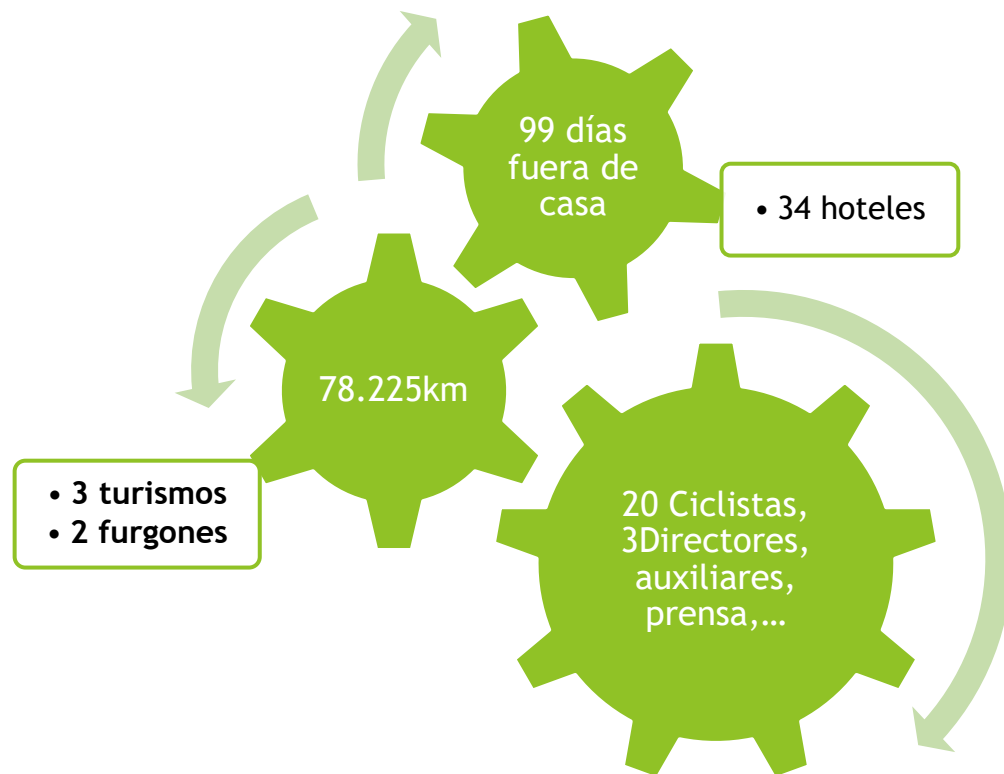 99 días
fuera de
casa
• 34 hoteles
78.225km
• 3 turismos
• 2 furgones
20 Ciclistas,
3Directores,
auxiliares,
prensa,…